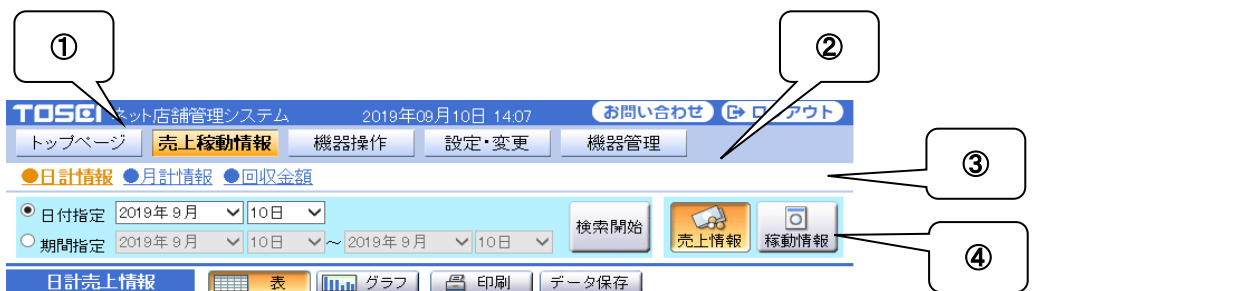 ① ②
TOSEI ネット店舗管理システム 2019年09月10日 14:07 お問い合わせ ログアウト
トップページ 売上稼動情報 機器操作 設定・変更 機器管理
③
●日計情報 ●月計情報 ●回収金額
日付指定 2019年 9月 10日
検索開始 売上情報 稼動情報
期間指定 2019年 9月 10日 ～ 2019年 9月 10日
④
日計売上情報 表 グラフ 印刷 データ保存